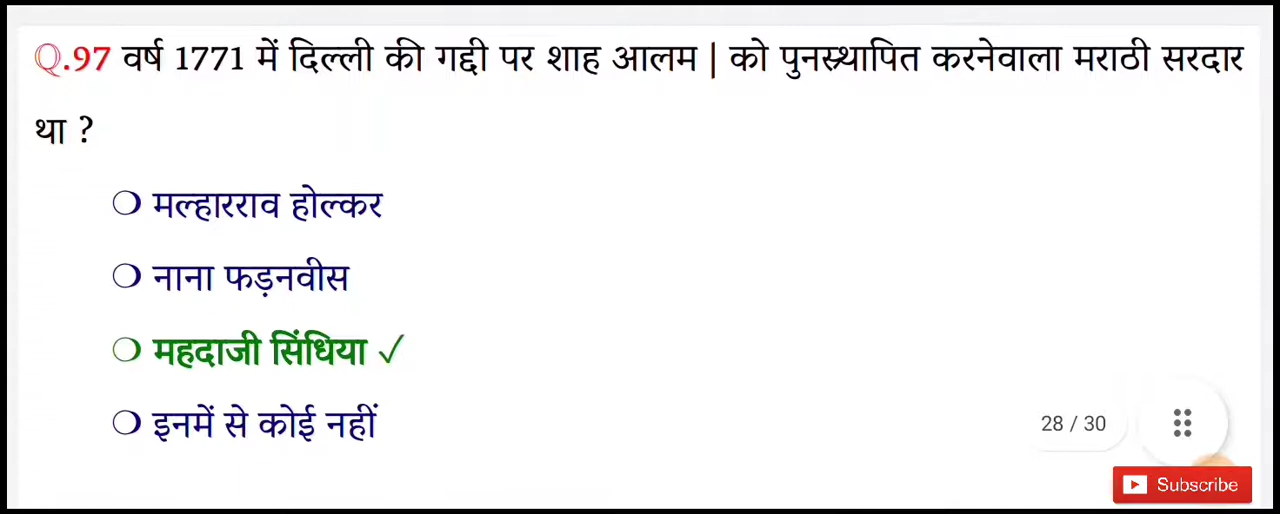 Q.97 वर्ष 1771 में दिल्ली की गद्दी पर शाह आलम | को पुनस्र्थापित करनेवाला मराठी सरदार
था ?
❍ मल्हारराव होल्कर
❍ नाना फड़नवीस
❍ महदाजी सिंधिया ✓
❍ इनमें से कोई नहीं
28 / 30
Subscribe